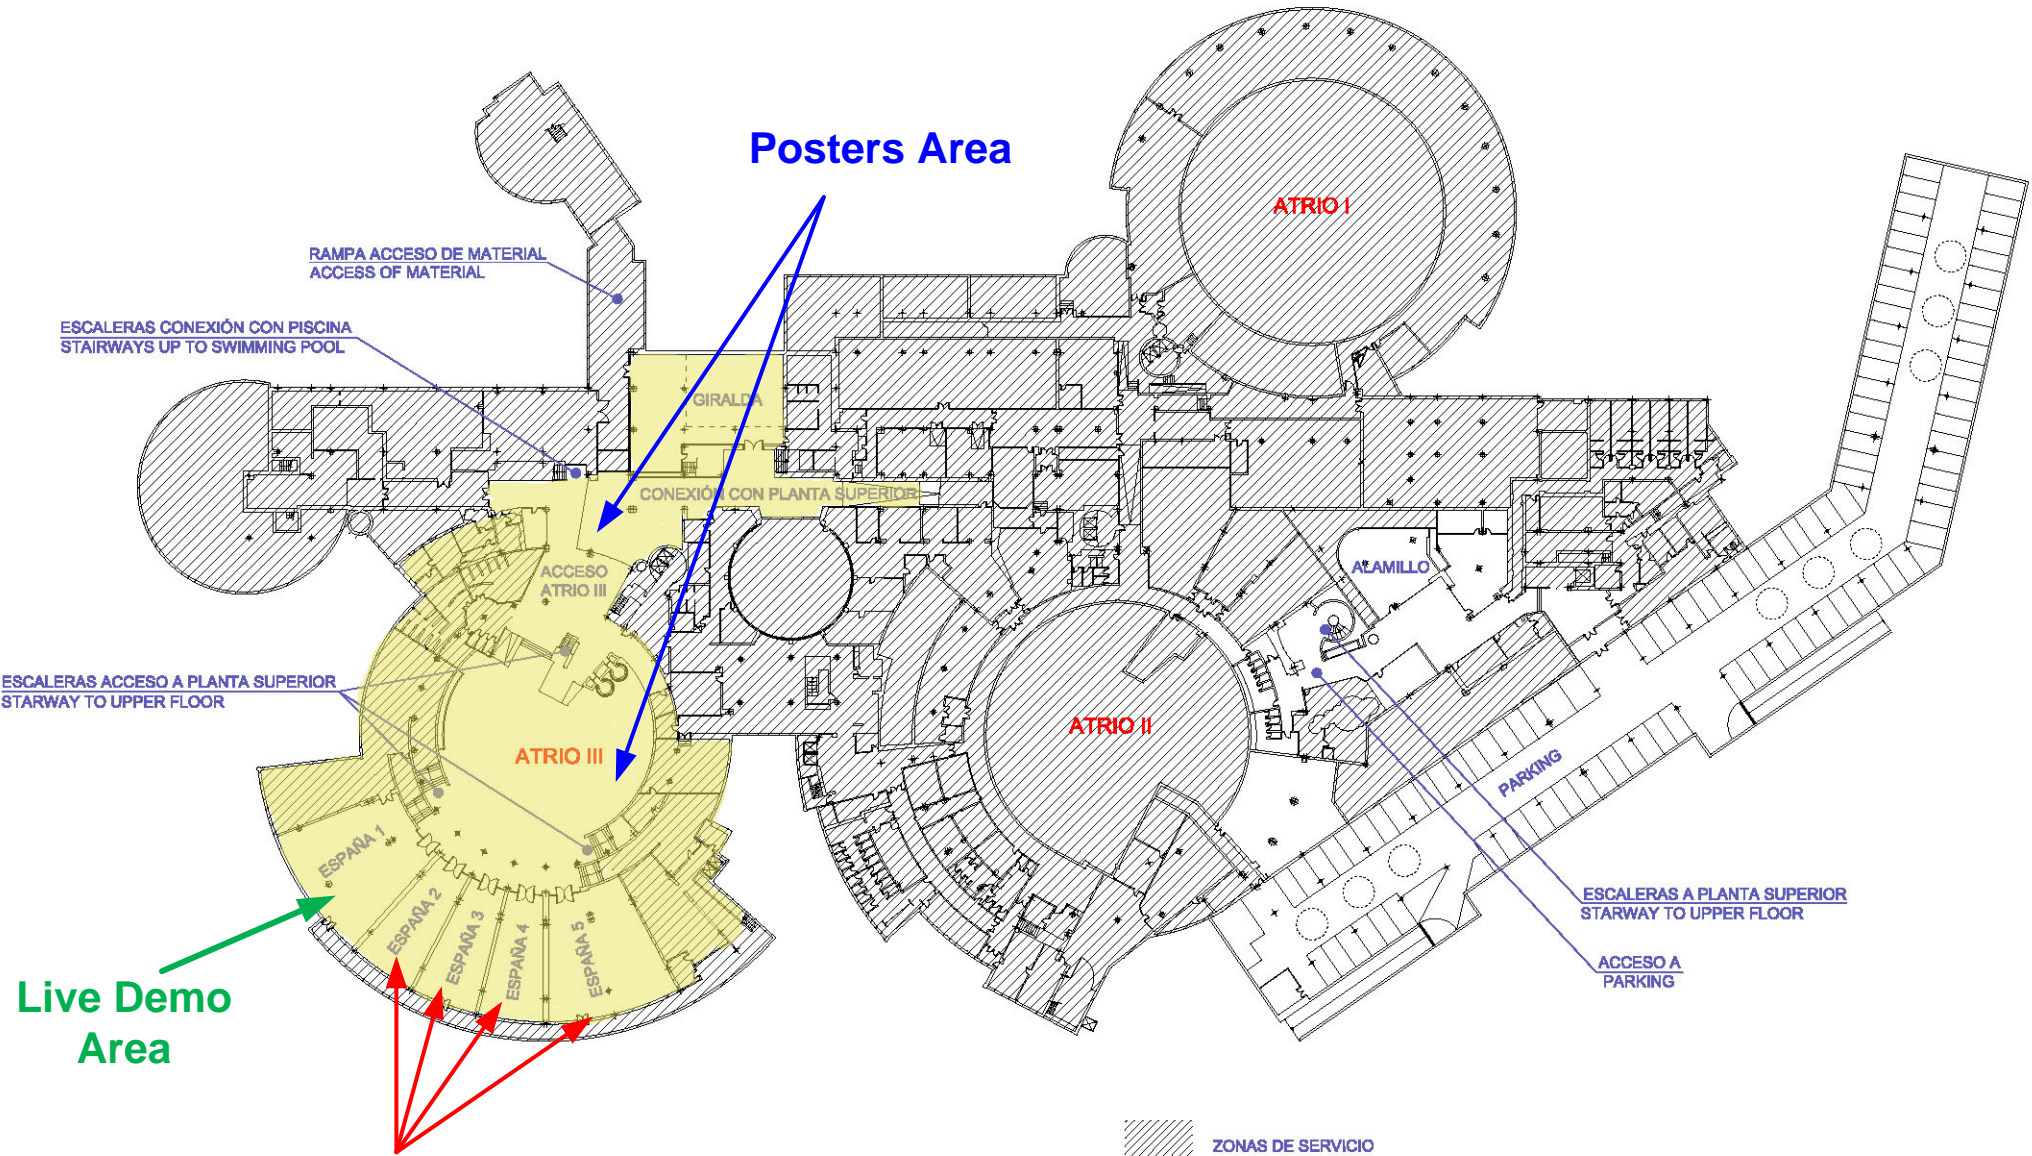 Posters Area
ATRIO I
RAMPA ACCESO DE MATERIAL
ACCESS OF MATERIAL
ESCALERAS CONEXIÓN CON PISCINA
STAIRWAYS UP TO SWIMMING POOL
GIRALDA
CONEXIÓN CON PLANTA SUPERIOR
ACCESO
ATRIO III
ALAMILLO
ESCALERAS ACCESO A PLANTA SUPERIOR
STARWAY TO UPPER FLOOR
ATRIO II
ATRIO III
PARKING
ESPAÑA 1
ESPAÑA 2
ESPAÑA 3
ESPAÑA 4
ESPAÑA 5
ESCALERAS A PLANTA SUPERIOR
STARWAY TO UPPER FLOOR
ACCESO A
PARKING
Live Demo
Area
ZONAS DE SERVICIO